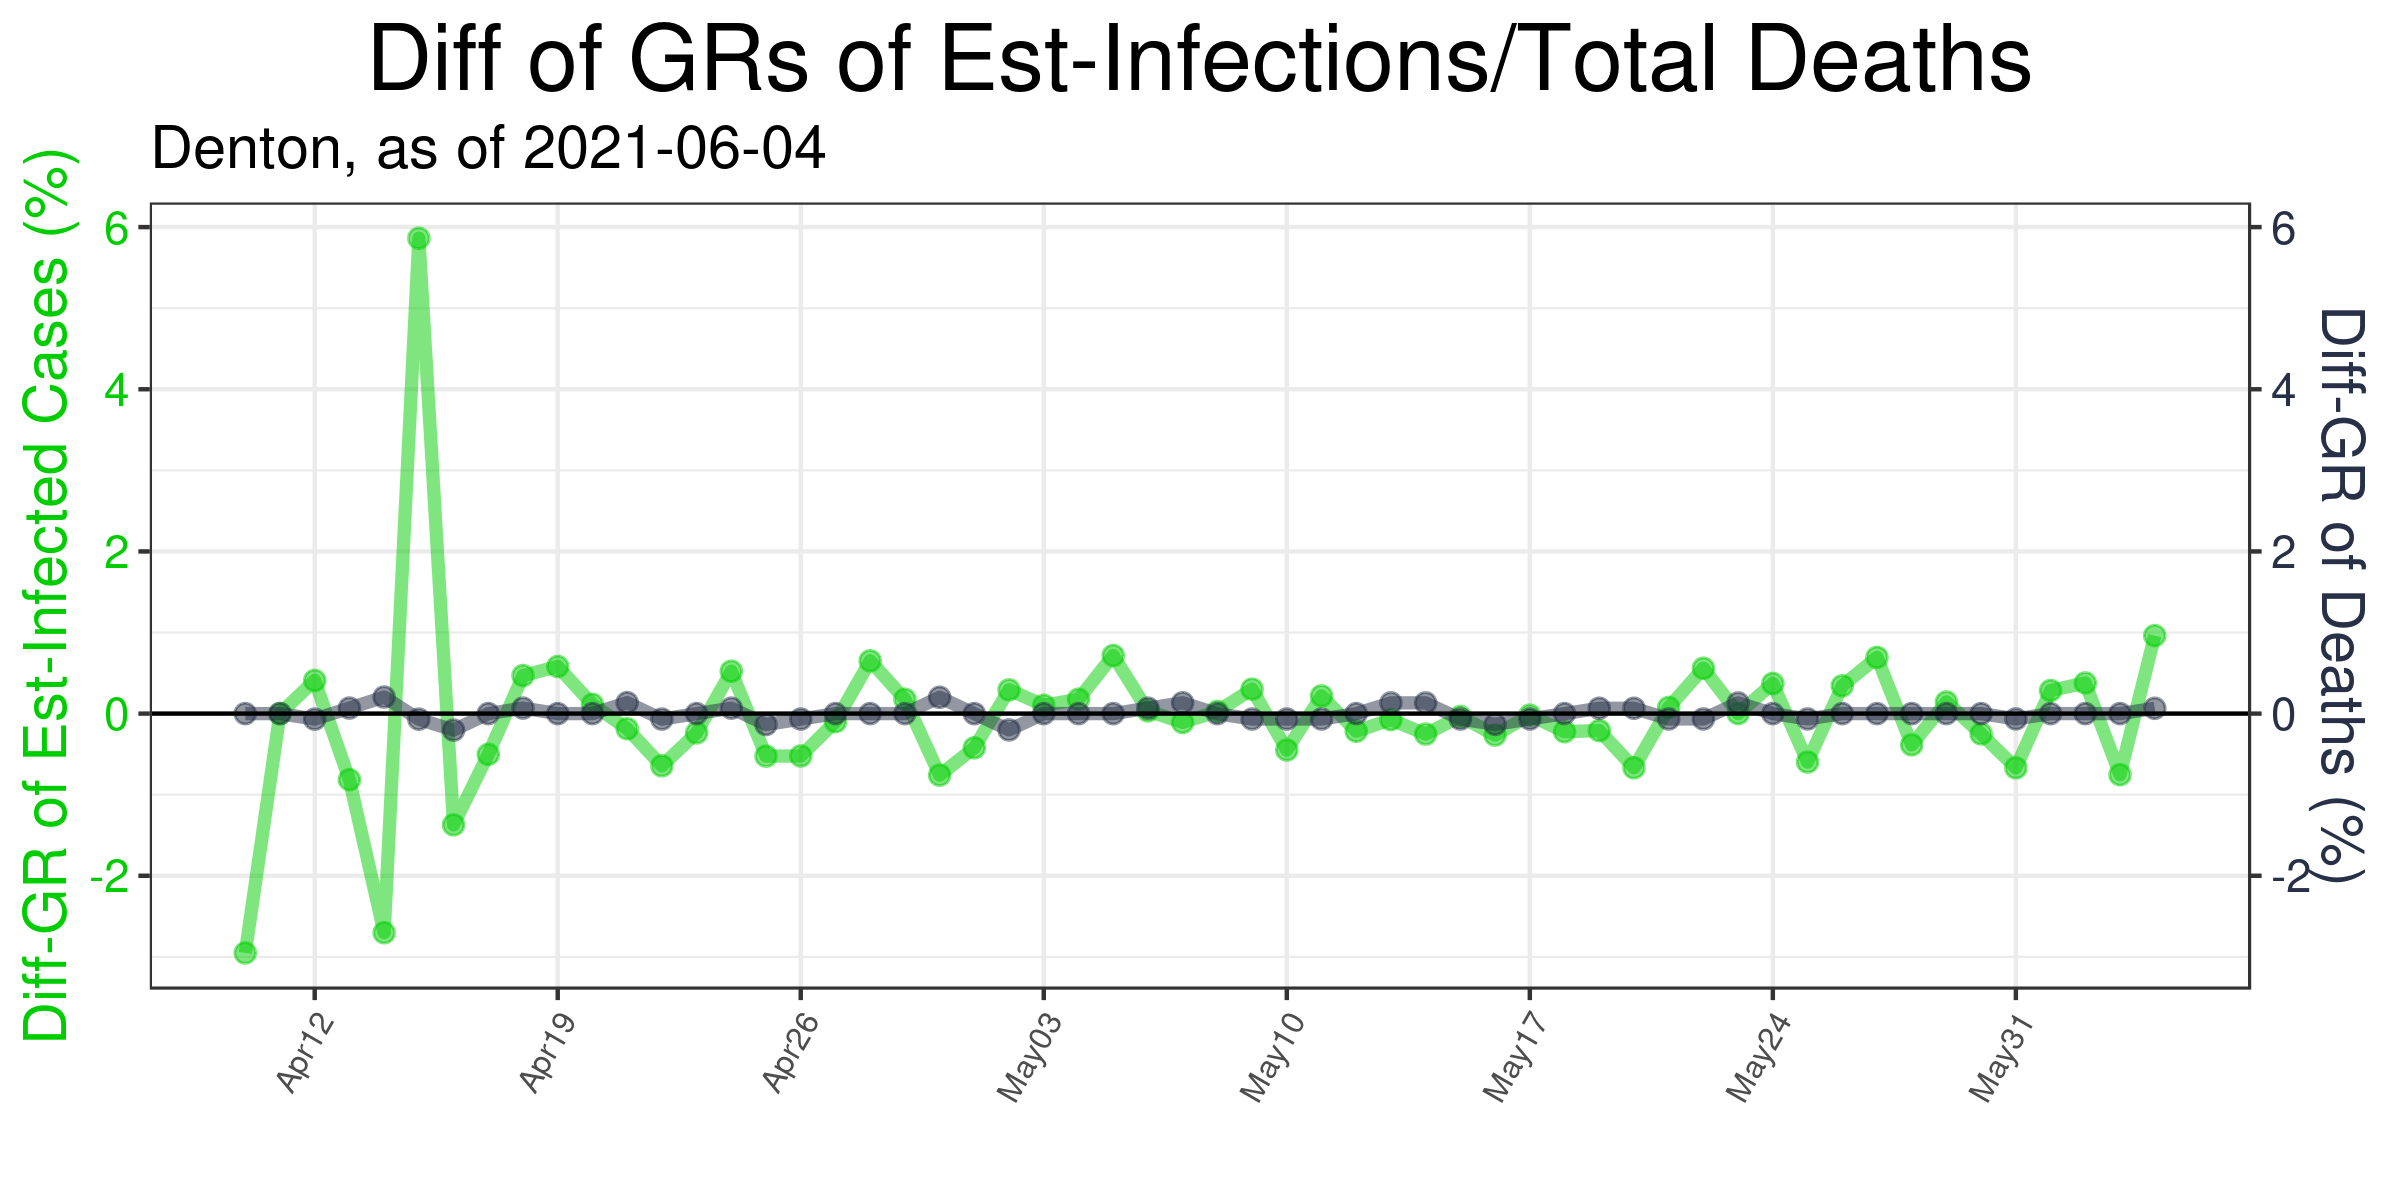 Diff of GRs of Est-Infections/Total Deaths
Denton, as of 2021-06-04
Diff-GR of Est-Infected Cases (%)
6
4
2
0
-2
6
4
2
0
-2
Diff-GR of Deaths (%)
Apr12
Apr19
Apr26
May03
May10
May17
May24
May31